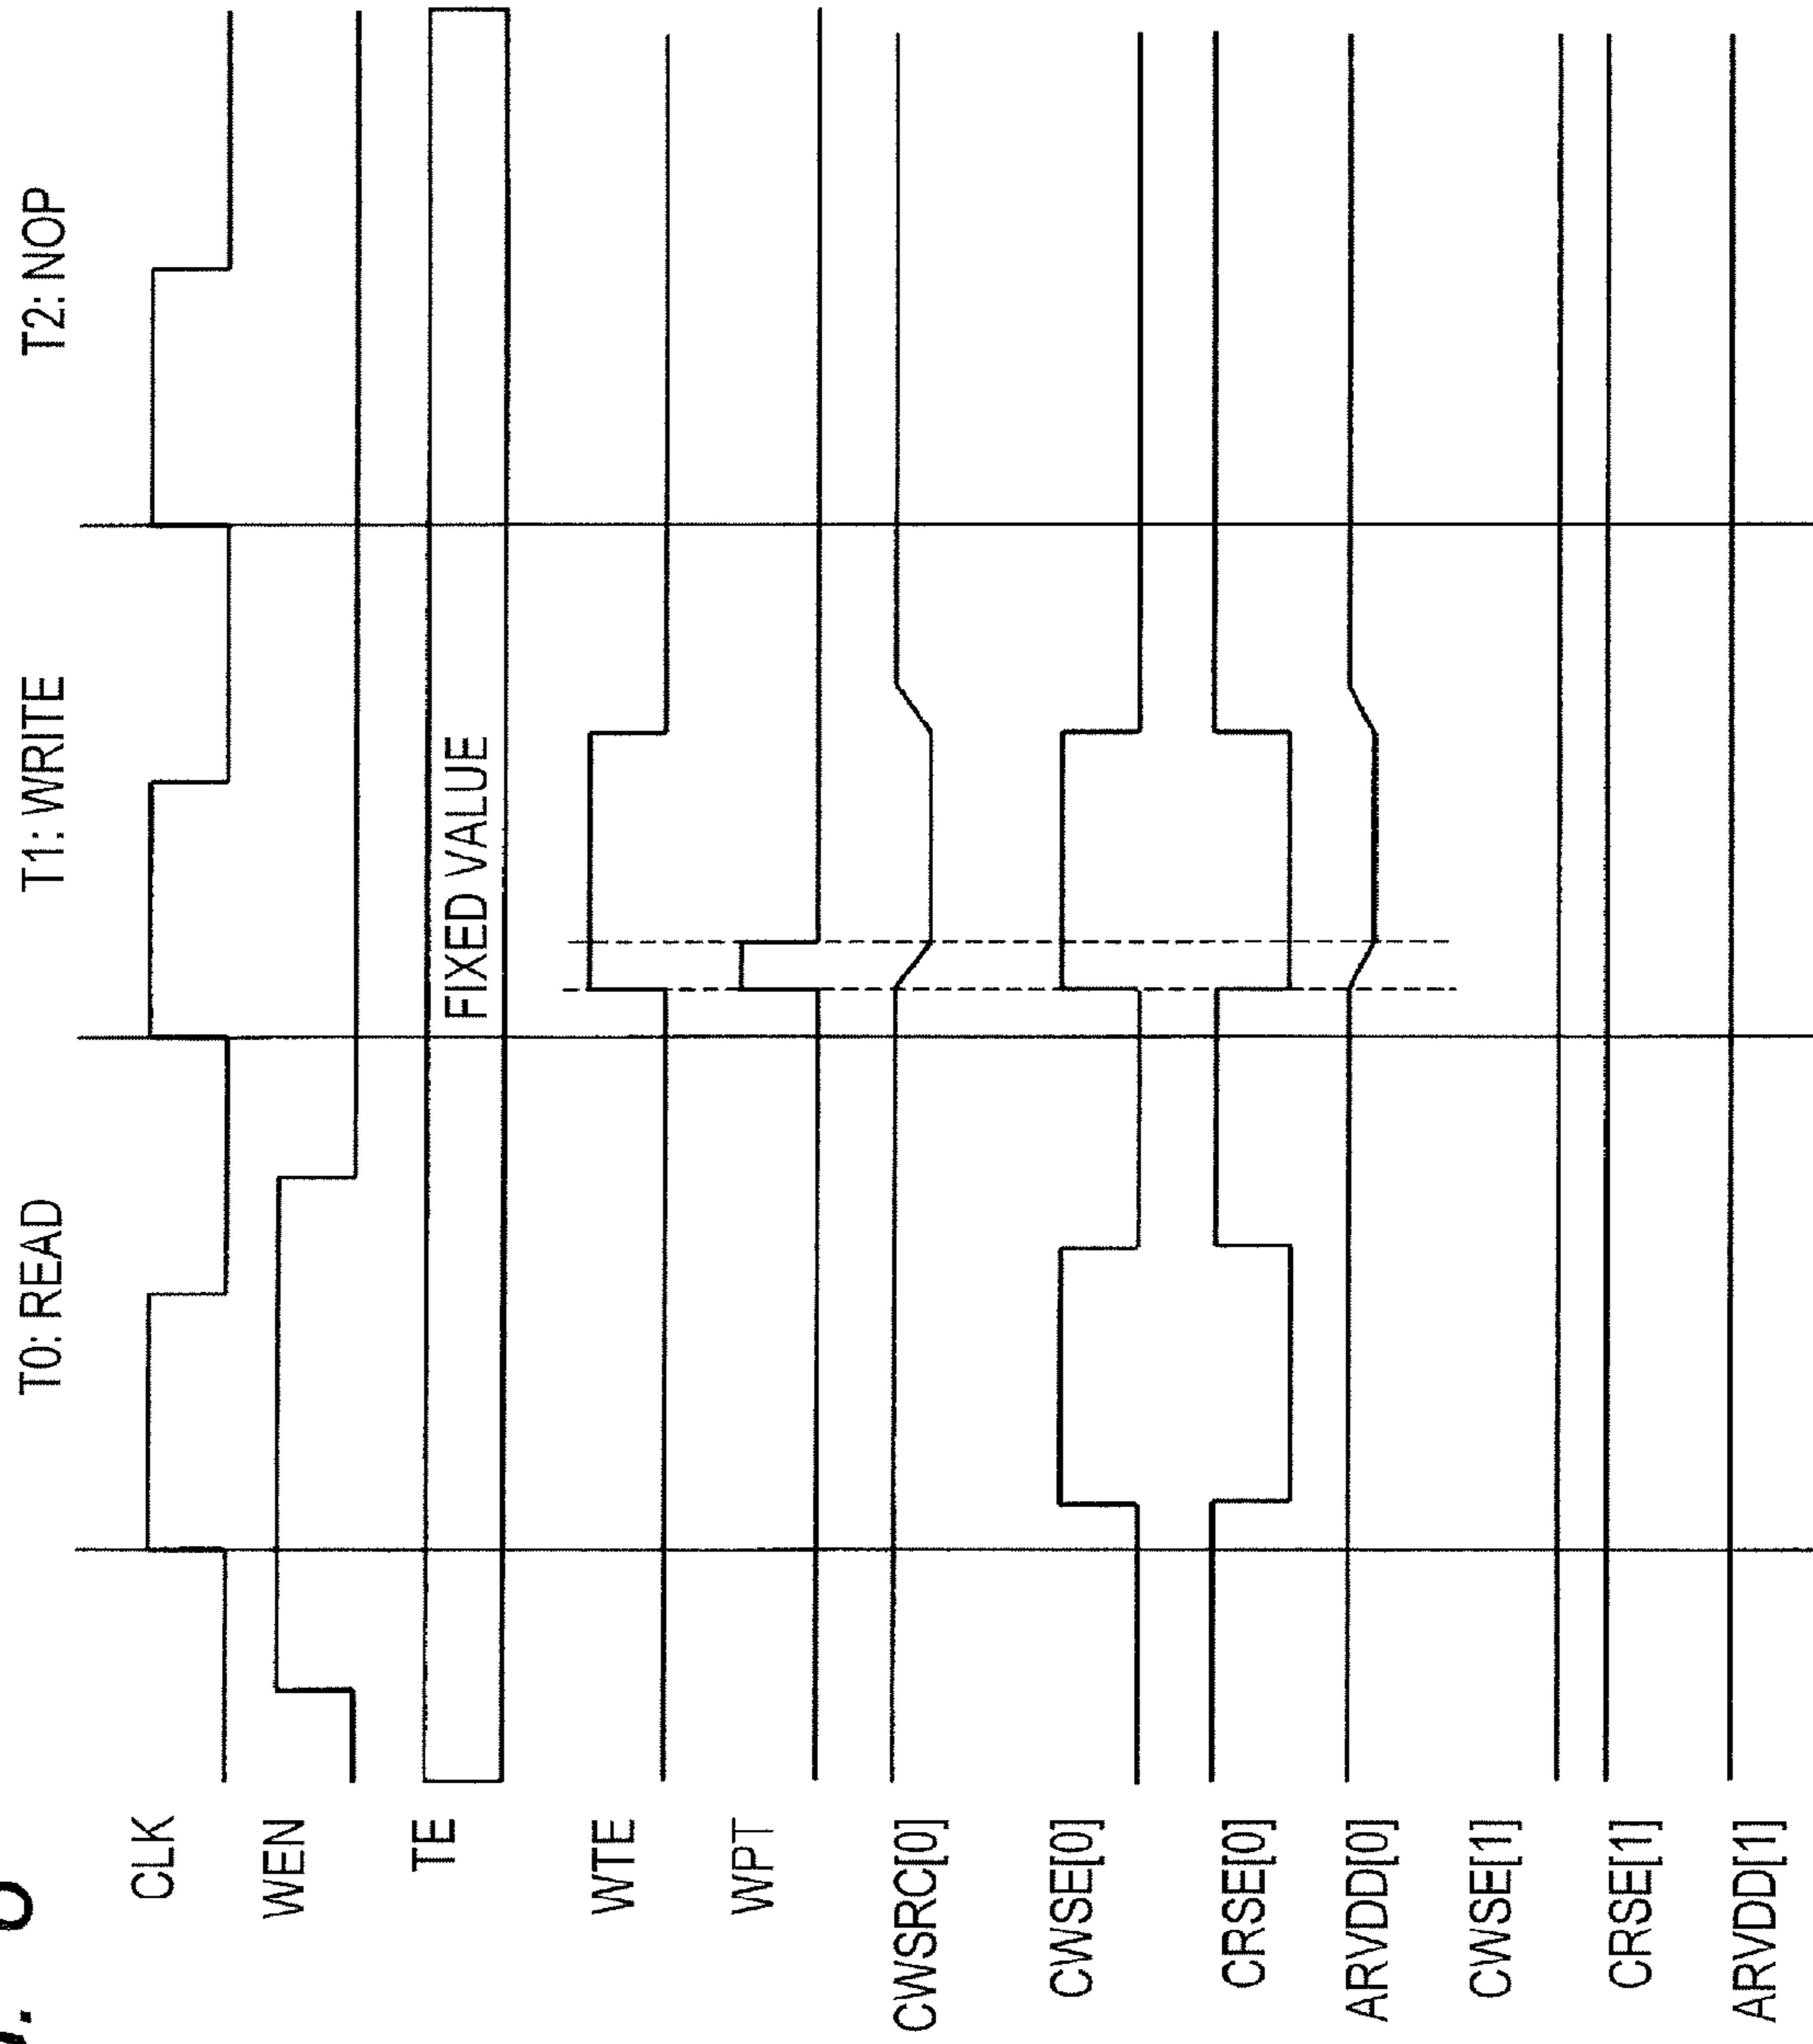 T0: READ
T1: WRITE
T2: NOP
CLK
WEN
TE
FIXED VALUE
WTE
WPT
CWSRC[0]
CWSE[0]
CRSE[0]
ARVDD[0]
CWSE[1]
CRSE[1]
ARVDD[1]